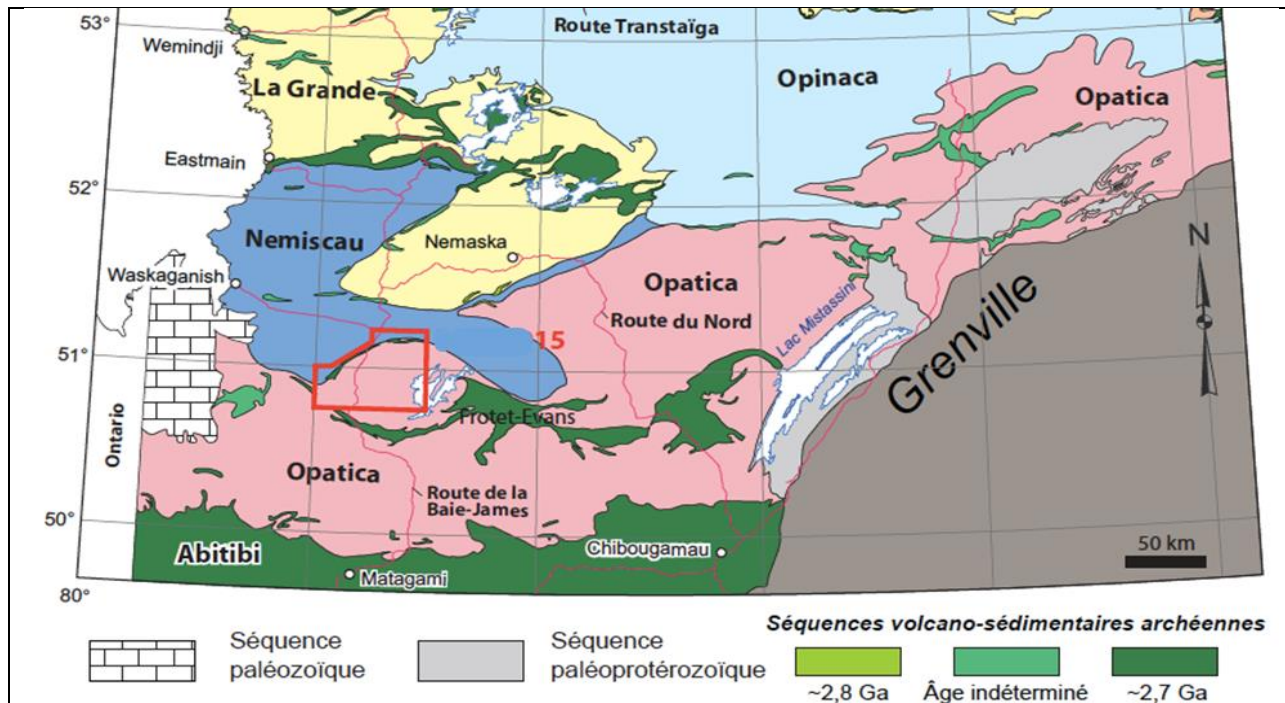 53°
Wemindji
Route Transtaïga
La Grande
Opinaca
Opatica
Eastmain
52°
Nemiscau
Nemaska
N
Waskaganish
Opatica
Route du Nord
Lac Mistassini
51°
15
Grenville
Ontario
Frotet-Evans
Opatica
Route de la
Baie-James
50°
Abitibi
Chibougamau
50 km
Matagami
80°
Séquence
paléozoïque
Séquence
paléoprotérozoïque
Séquences volcano-sédimentaires archéennes
~2,8 Ga
Âge indéterminé
~2,7 Ga